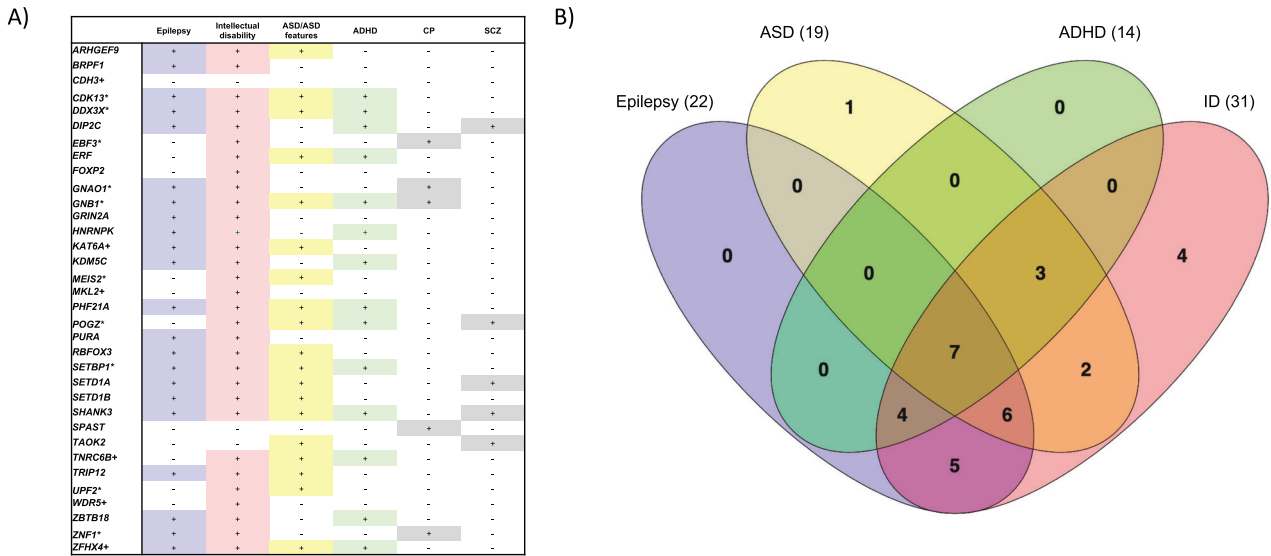 A)
Epilepsy Intellectual disability ASD/ASD features ADHD CP SCZ
ARHGEF9 + + + - - -
BRPF1 + + - - - -
CDH3+ - - - - - -
CDK13* + + + + - -
DDX3X* + + + + - -
DIP2C + + - + - +
EBF3* - + - - + -
ERF - + + + - -
FOXP2 - + - - - -
GNAO1* + + - - + -
GNB1* + + + + + -
GRIN2A + + - - - -
HNRNPK + + - + - -
KAT6A+ + + + - - -
KDM5C + + - + - -
MEIS2* - + + - - -
MKL2+ - + - - - -
PHF21A + + + + - -
POGZ* - + + + - +
PURA + + - - - -
RBFOX3 + + + - - -
SETBP1* + + + + - -
SETD1A + + + - - +
SETD1B + + + - - -
SHANK3 + + + + - +
SPAST - - - - + -
TAOK2 - - + - - +
TNRC6B+ - + + + - -
TRIP12 + + + - - -
UPF2* - + + - - -
WDR5+ - + - - - -
ZBTB18 + + - + - -
ZNF1* + + - - + -
ZFHX4+ + + + + - -
B)
ASD (19) ADHD (14)
Epilepsy (22) ID (31)
1 0
0 0 0
0 0 3 4
7
0 2
4 6
5